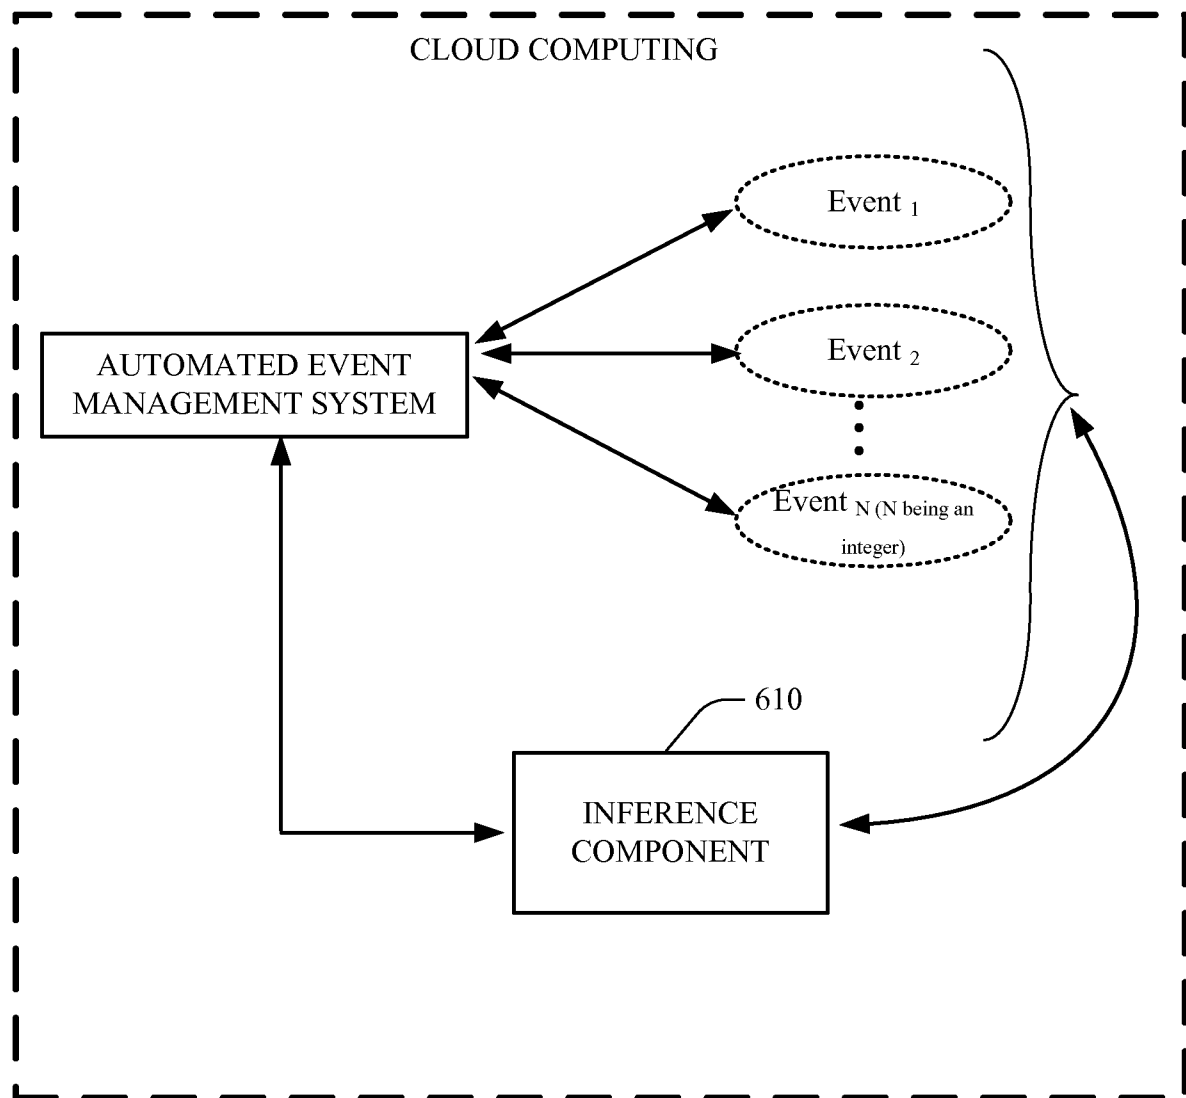 CLOUD COMPUTING
Event 1
AUTOMATED EVENT
MANAGEMENT SYSTEM
Event 2
Event N (N being an
integer)
610
INFERENCE
COMPONENT